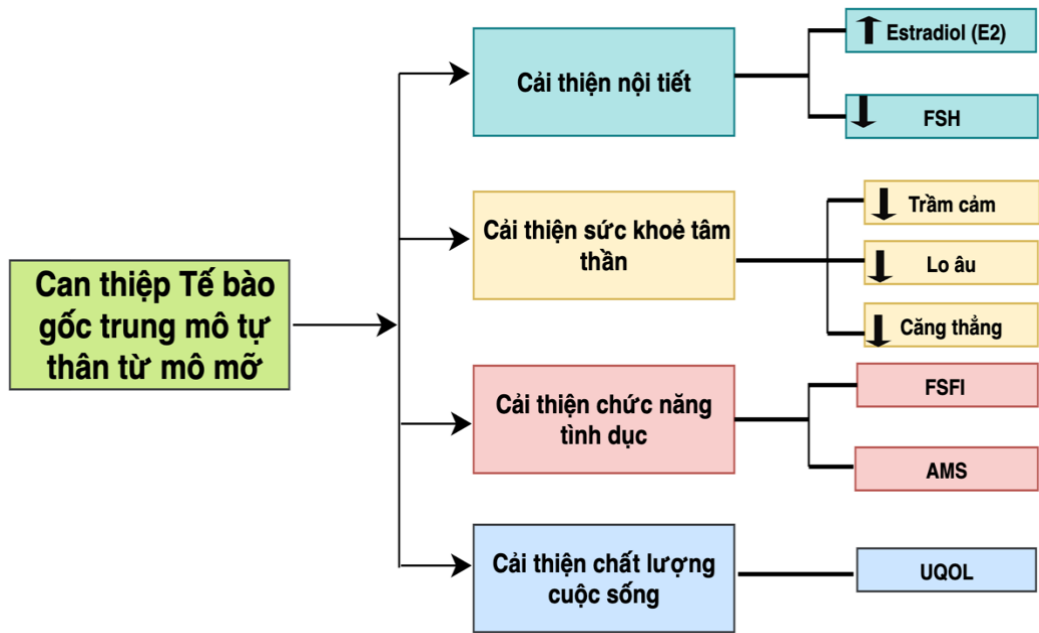 Can thiệp Tế bào
gốc trung mô tự
thân từ mô mỡ
Cải thiện nội tiết
Estradiol (E2)
FSH
Cải thiện sức khoẻ tâm
thần
Trầm cảm
Lo âu
Căng thẳng
Cải thiện chức năng
tình dục
FSFI
AMS
Cải thiện chất lượng
cuộc sống
UQOL